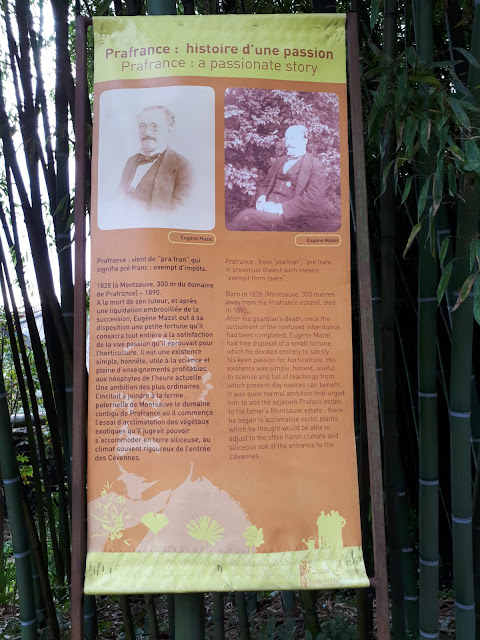 Prafrance : histoire d'une passion
Prafrance : a passionate story
Eugène Mazel
Eugène Mazel
Prafrance : vient de "pra fran" qui
signifia pré franc : exempt d'impôts.
1828 (à Montsauve, 300 m du domaine
de Prafrance) – 1890.
A la mort de son tuteur, et après
une liquidation embrouillée de la
succession, Eugène Mazel eut à sa
disposition une petite fortune qu'il
consacra tout entière à la satisfaction
de la vive passion qu'il éprouvait pour
l'horticulture. Il eut une existence
simple, honnête, utile à la science et
pleine d'enseignements profitables
aux néophytes de l'heure actuelle.
Une ambition des plus ordinaires
l'incitait à joindre à la ferme
paternelle de Montsauve le domaine
contigu de Prafrance où il commença
l'essai d'acclimatation des végétaux
exotiques qu'il jugeait pouvoir
s'accommoder en terre siliceuse, au
climat souvent rigoureux de l'entrée
des Cévennes.
Prafrance : from "pra fran", pré franc
in provincial dialect wich means
"exempt from taxes".
Born in 1828 (Montsauve, 300 metres
away from the Prafrance estate), died
in
After his guardian's death, once the
settlement of the confused inheritance
had been completed, Eugène Mazel
had free disposal of a small fortune,
which he devoted entirely to satisfy
his keen passion for horticulture. His
existence was simple, honest, useful
to science and full of teachings from
which present-day novices can benefit.
It was quite normal ambition that urged
him to add the adjacent Prafrans estate
to his father's Montsauve estate ; there
he began to acclimatise exotic plants
which he thought would be able to
adjust to the often harsh climate and
siliceous soil of the entrance to the
Cévennes.